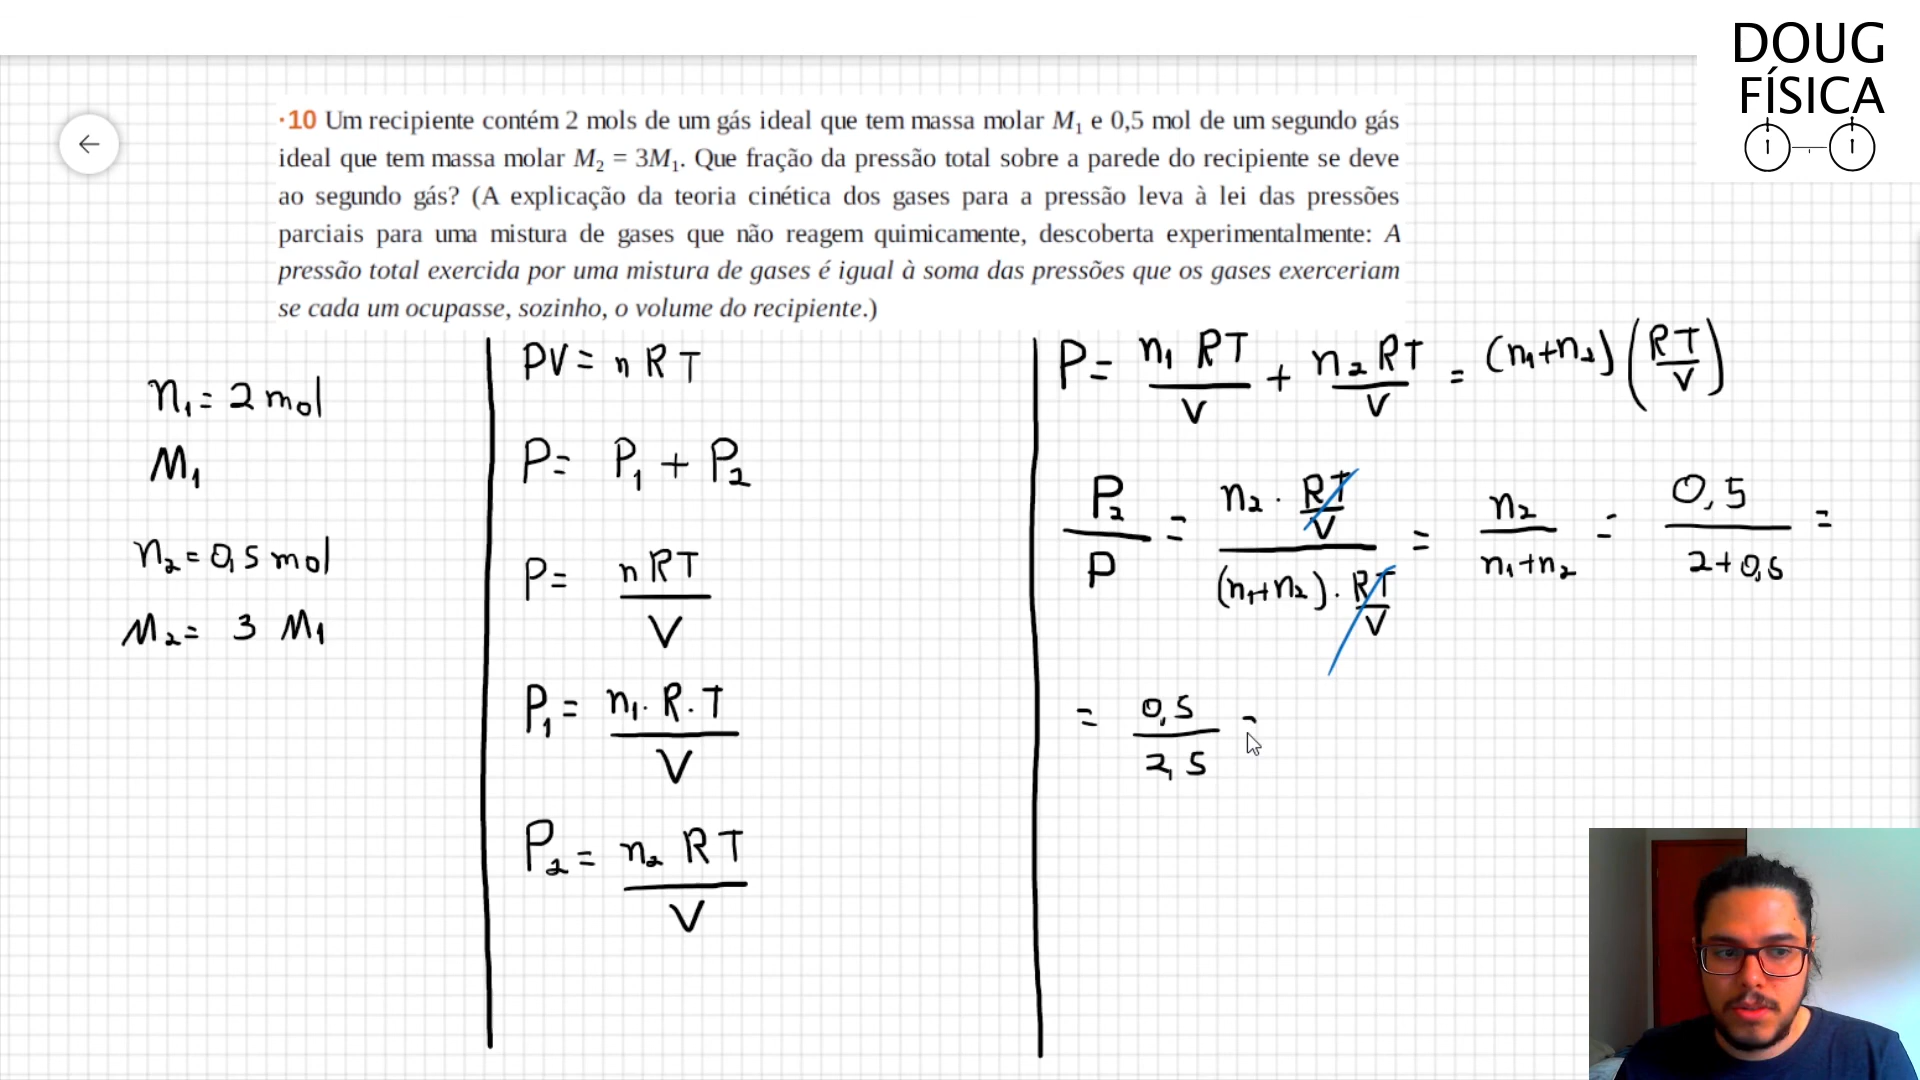 DOUG
FÍSICA
·10 Um recipiente contém 2 mols de um gás ideal que tem massa molar M₁ e 0,5 mol de um segundo gás
ideal que tem massa molar M₂ = 3M₁. Que fração da pressão total sobre a parede do recipiente se deve
ao segundo gás? (A explicação da teoria cinética dos gases para a pressão leva à lei das pressões
parciais para uma mistura de gases que não reagem quimicamente, descoberta experimentalmente: A
pressão total exercida por uma mistura de gases é igual à soma das pressões que os gases exerceriam
se cada um ocupasse, sozinho, o volume do recipiente.)
n₁ = 2 mol
M₁
n₂ = 0,5 mol
M₂ = 3 M₁
PV = n R T
P = P₁ + P₂
P = n RT / V
P₁ = n₁. R. T / V
P₂ = n₂ R T / V
P = n₁ RT / V + n₂ RT / V = (n₁+n₂) (RT / V)
P₂ / P = n₂ . RT/V / (n₁+n₂) . RT/V = n₂ / n₁+n₂ = 0,5 / 2+0,5 =
= 0,5 / 2,5 =